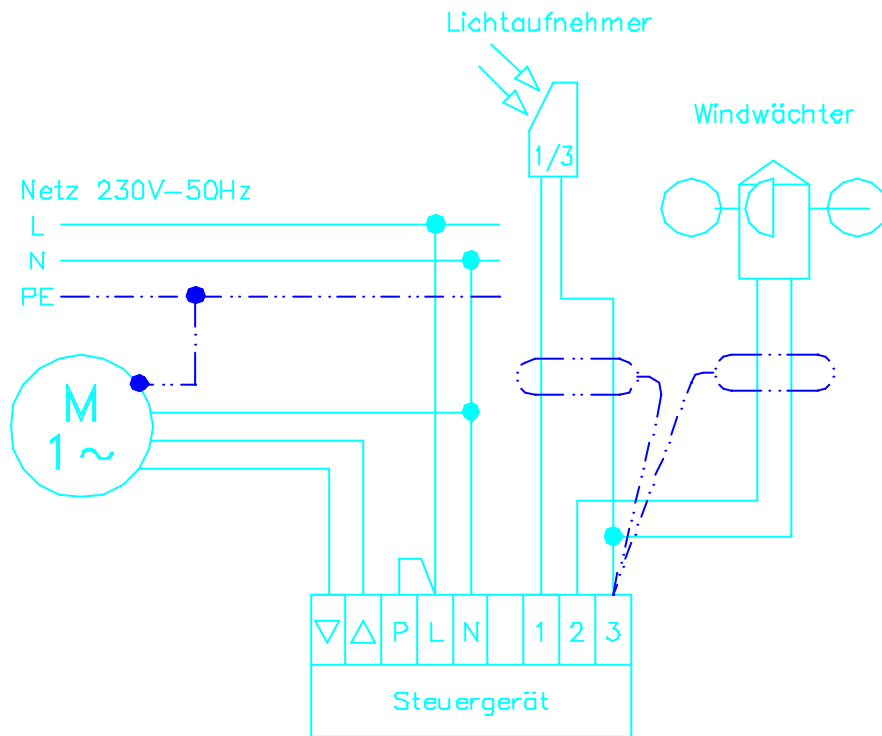 Lichtaufnehmer
Windwächter
1/3
Netz 230V-50Hz
L
N
PE
M
1 ~
P L N 1 2 3
Steuergerät